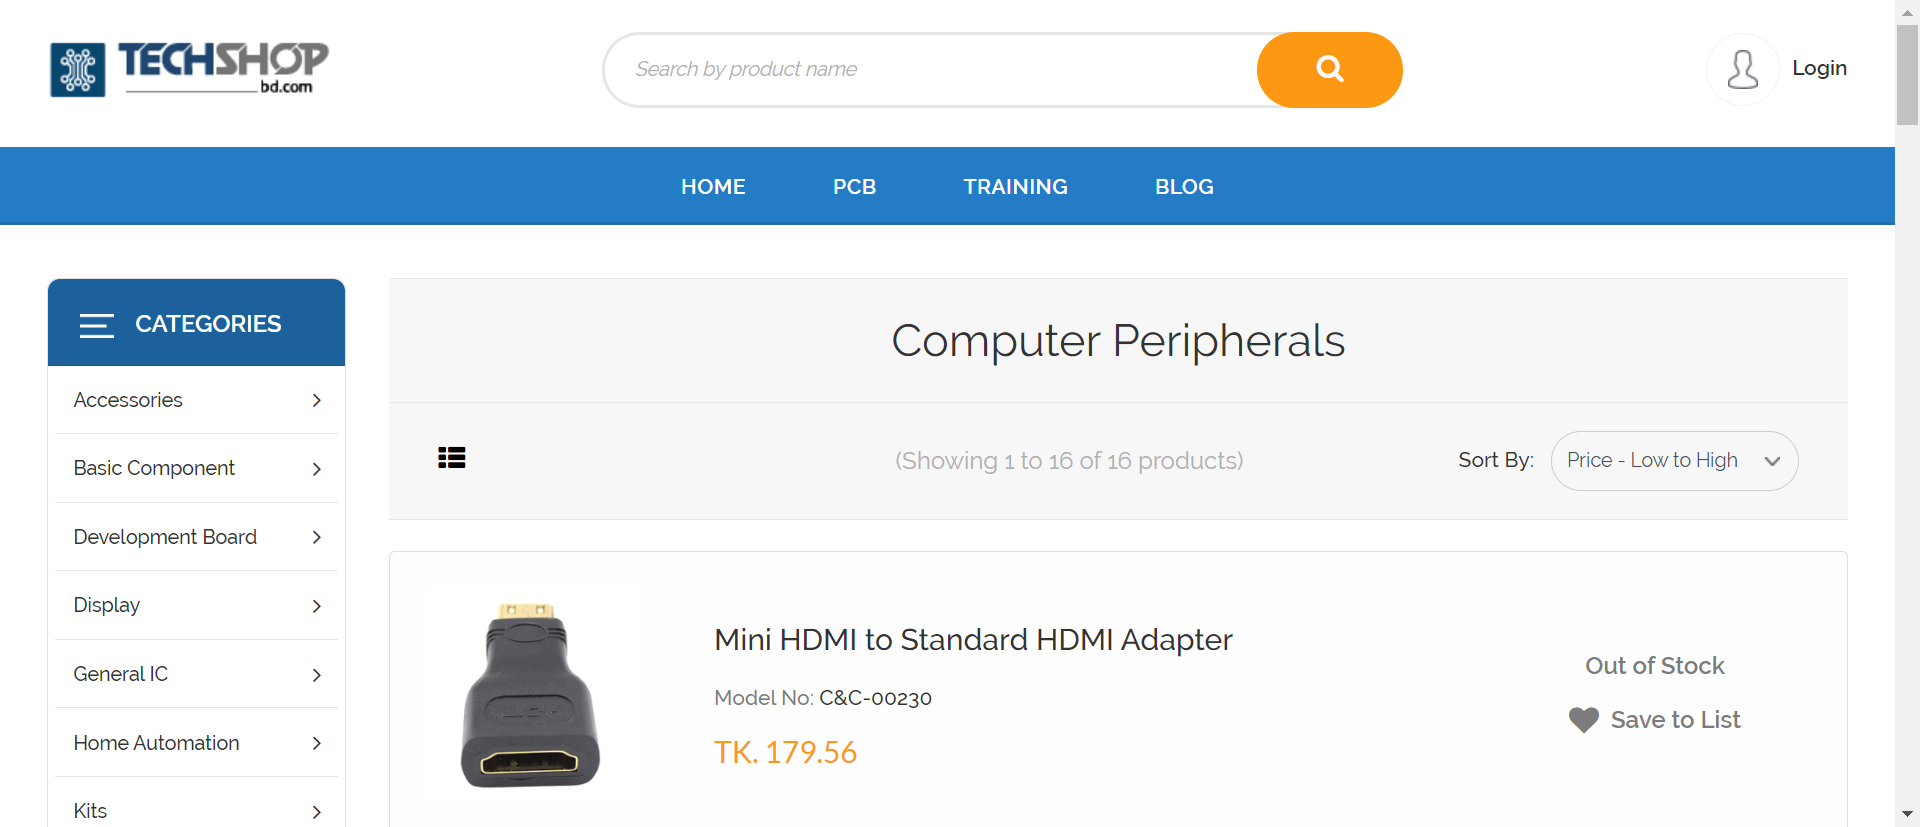 TECHSHOP
bd.com
Search by product name
Login
HOME PCB TRAINING BLOG
CATEGORIES
Accessories
Basic Component
Development Board
Display
General IC
Home Automation
Kits
Computer Peripherals
(Showing 1 to 16 of 16 products)
Sort By: Price - Low to High
Mini HDMI to Standard HDMI Adapter
Model No: C&C-00230
TK. 179.56
Out of Stock
Save to List